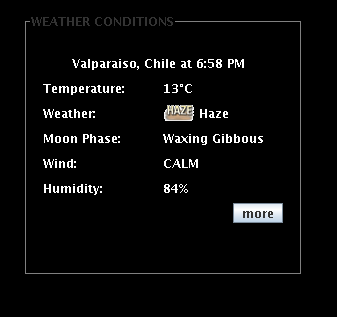 WEATHER CONDITIONS
Valparaiso, Chile at 6:58 PM
Temperature: 13°C
Weather: HAZE Haze
Moon Phase: Waxing Gibbous
Wind: CALM
Humidity: 84%
more